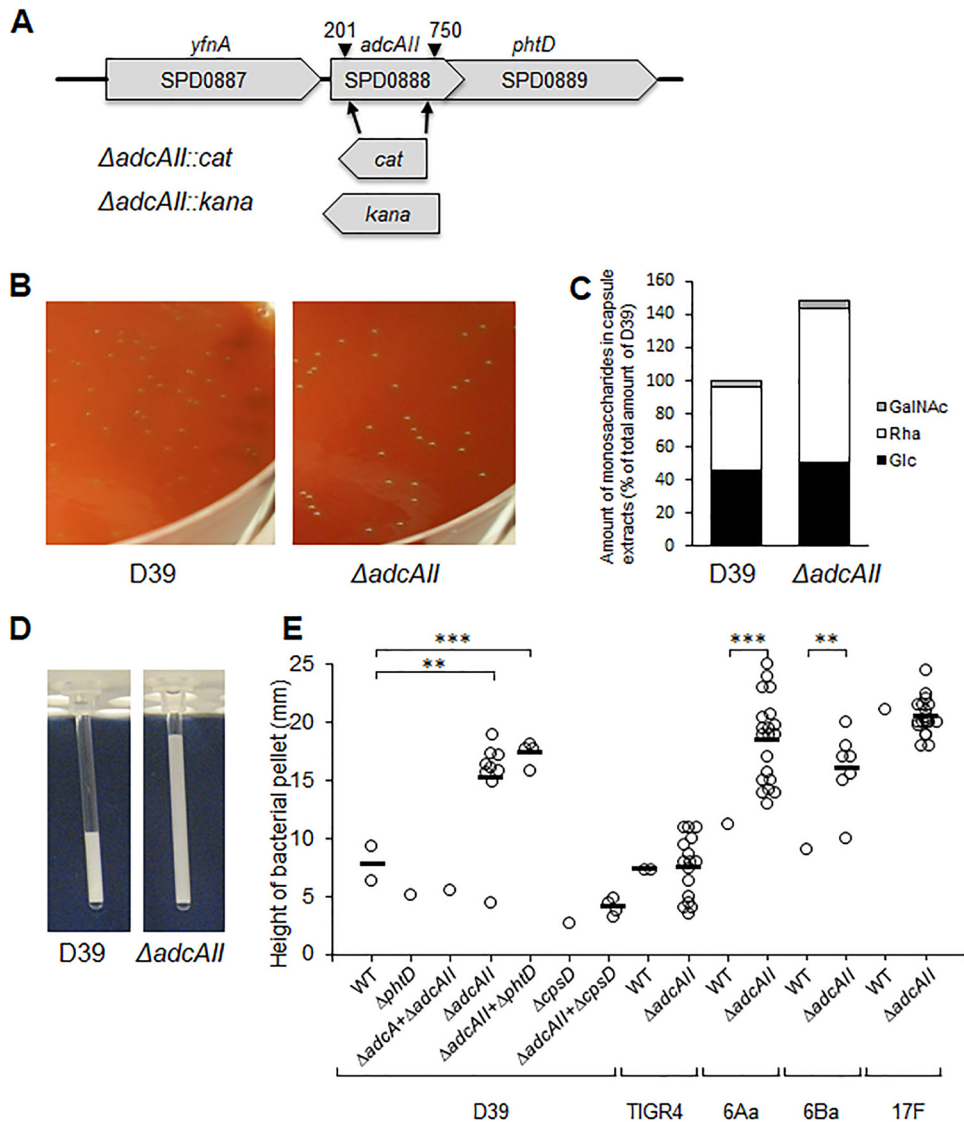 A
201 adcAII 750 phtD
yfnA
SPD0887 SPD0888 SPD0889
ΔadcAII::cat cat
ΔadcAII::kana kana
B
D39 ΔadcAII
C
Amount of monosaccharides in capsule
extracts (% of total amount of D39)
160
140
120
100
80
60
40
20
0
GalNAc
Rha
Glc
D39 ΔadcAII
D
D39 ΔadcAII
E
Height of bacterial pellet (mm)
25
20
15
10
5
0
*** ** *** **
WT ΔphtD ΔadcA+ΔadcAII ΔadcAII ΔadcAII+ΔphtD ΔcpsD ΔadcAII+ΔcpsD WT ΔadcAII WT ΔadcAII WT ΔadcAII WT ΔadcAII
D39 TIGR4 6Aa 6Ba 17F